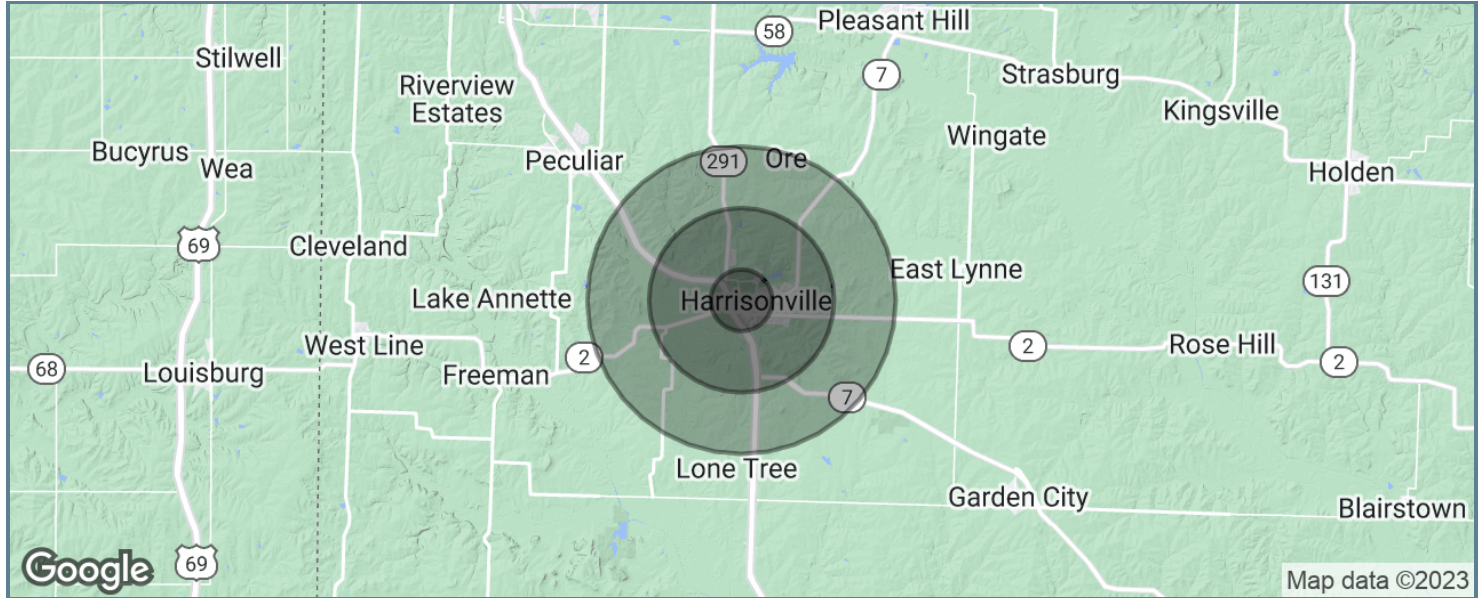 Pleasant Hill
58
Stilwell
7
Strasburg
Riverview
Estates
Kingsville
Wingate
Bucyrus
Wea
Peculiar
291
Ore
Holden
69
Cleveland
East Lynne
131
Lake Annette
Harrisonville
West Line
2
2
Rose Hill
2
68
Louisburg
Freeman
7
Lone Tree
Garden City
Blairstown
69
Google
Map data ©2023